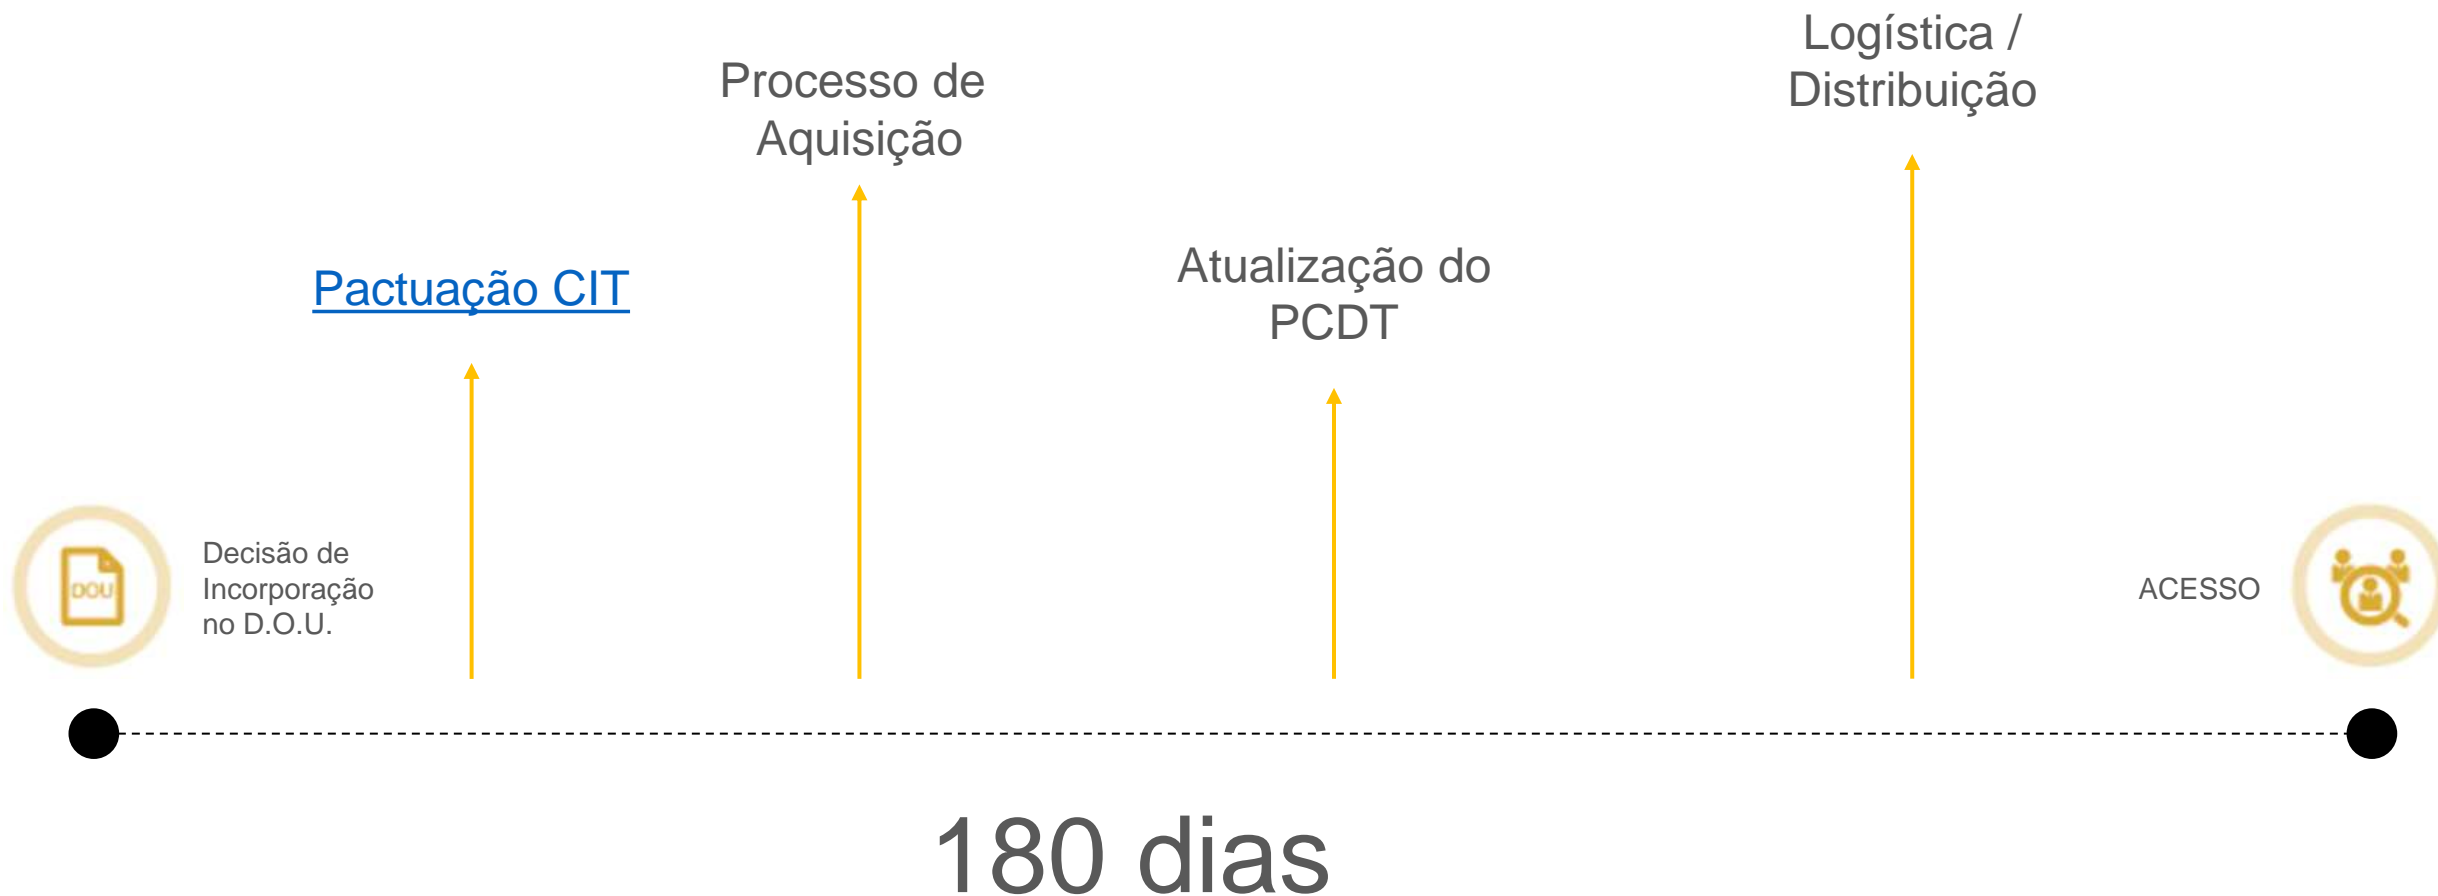 Logística /
Distribuição
Processo de
Aquisição
Pactuação CIT
Atualização do
PCDT
DOU
Decisão de
Incorporação
no D.O.U.
ACESSO
180 dias